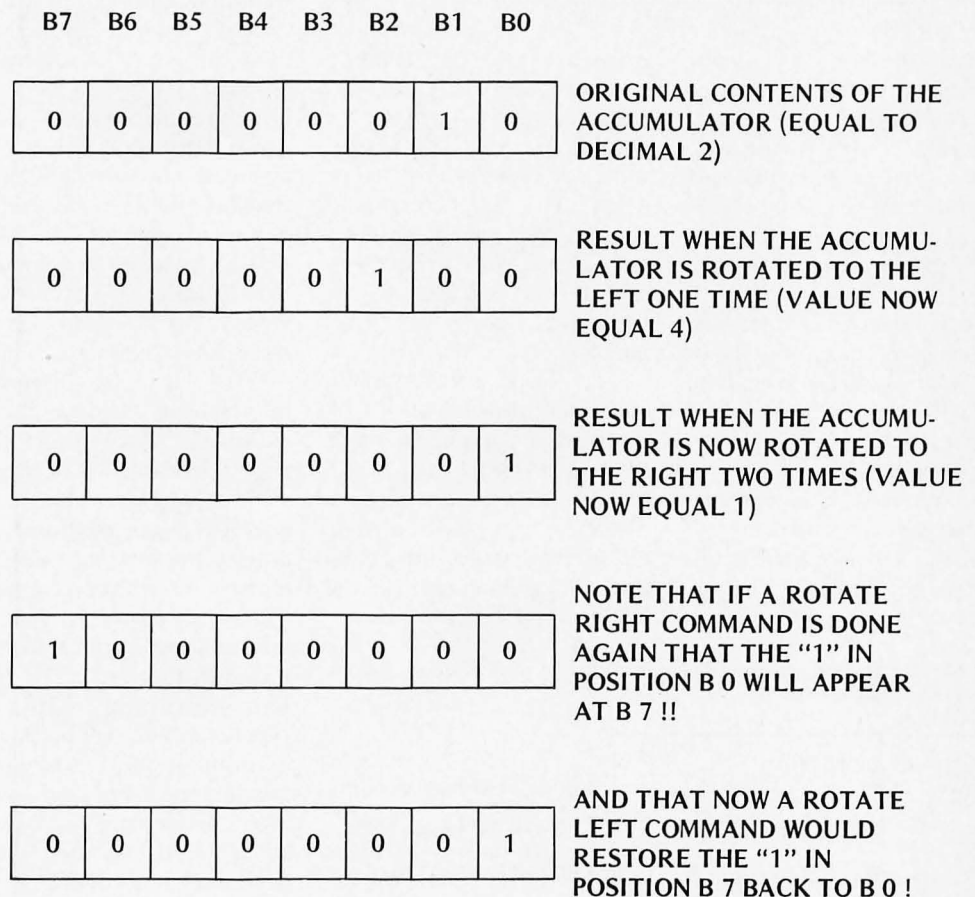 B7 B6 B5 B4 B3 B2 B1 B0
0 0 0 0 0 0 1 0
ORIGINAL CONTENTS OF THE
ACCUMULATOR (EQUAL TO
DECIMAL 2)
0 0 0 0 0 1 0 0
RESULT WHEN THE ACCUMU-
LATOR IS ROTATED TO THE
LEFT ONE TIME (VALUE NOW
EQUAL 4)
0 0 0 0 0 0 0 1
RESULT WHEN THE ACCUMU-
LATOR IS NOW ROTATED TO
THE RIGHT TWO TIMES (VALUE
NOW EQUAL 1)
1 0 0 0 0 0 0 0
NOTE THAT IF A ROTATE
RIGHT COMMAND IS DONE
AGAIN THAT THE “1” IN
POSITION B 0 WILL APPEAR
AT B 7 !!
0 0 0 0 0 0 0 1
AND THAT NOW A ROTATE
LEFT COMMAND WOULD
RESTORE THE “1” IN
POSITION B 7 BACK TO B 0 !